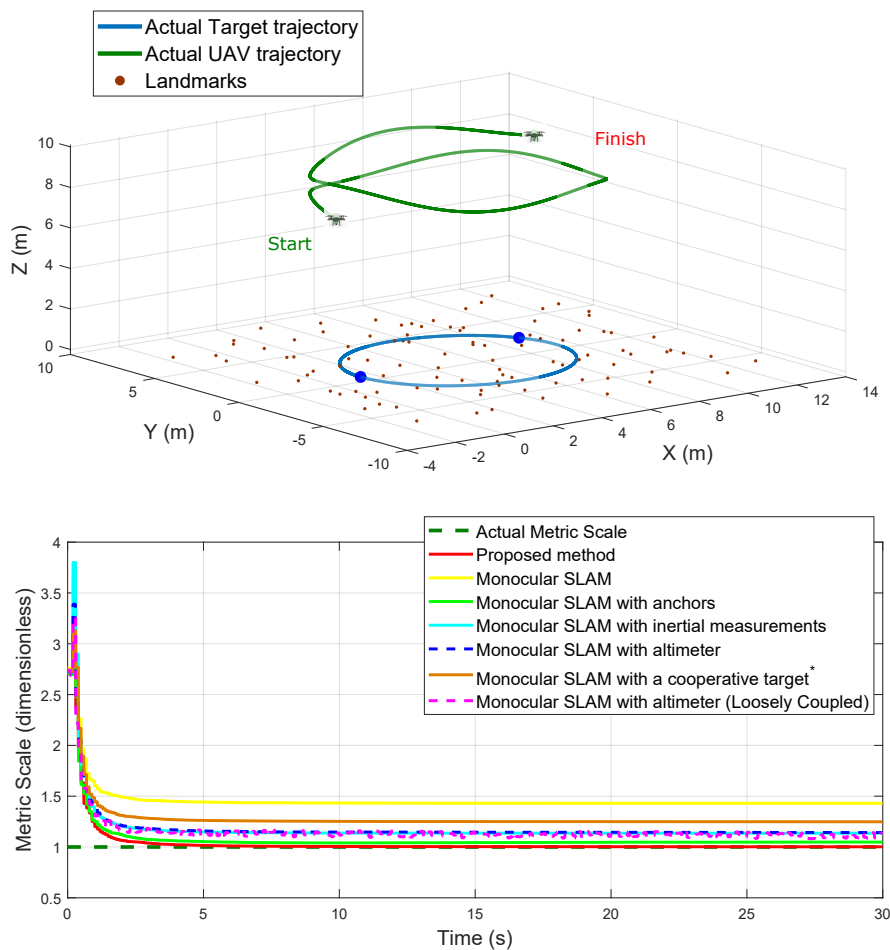 Actual Target trajectory
Actual UAV trajectory
Landmarks
10
8
6
4
2
0
Z (m)
Finish
Start
10
5
0
-5
-10
Y (m)
-4
-2
0
2
4
6
8
10
12
14
X (m)
Actual Metric Scale
Proposed method
Monocular SLAM
Monocular SLAM with anchors
Monocular SLAM with inertial measurements
Monocular SLAM with altimeter
Monocular SLAM with a cooperative target*
Monocular SLAM with altimeter (Loosely Coupled)
4
3.5
3
2.5
2
1.5
1
0.5
Metric Scale (dimensionless)
0
5
10
15
20
25
30
Time (s)